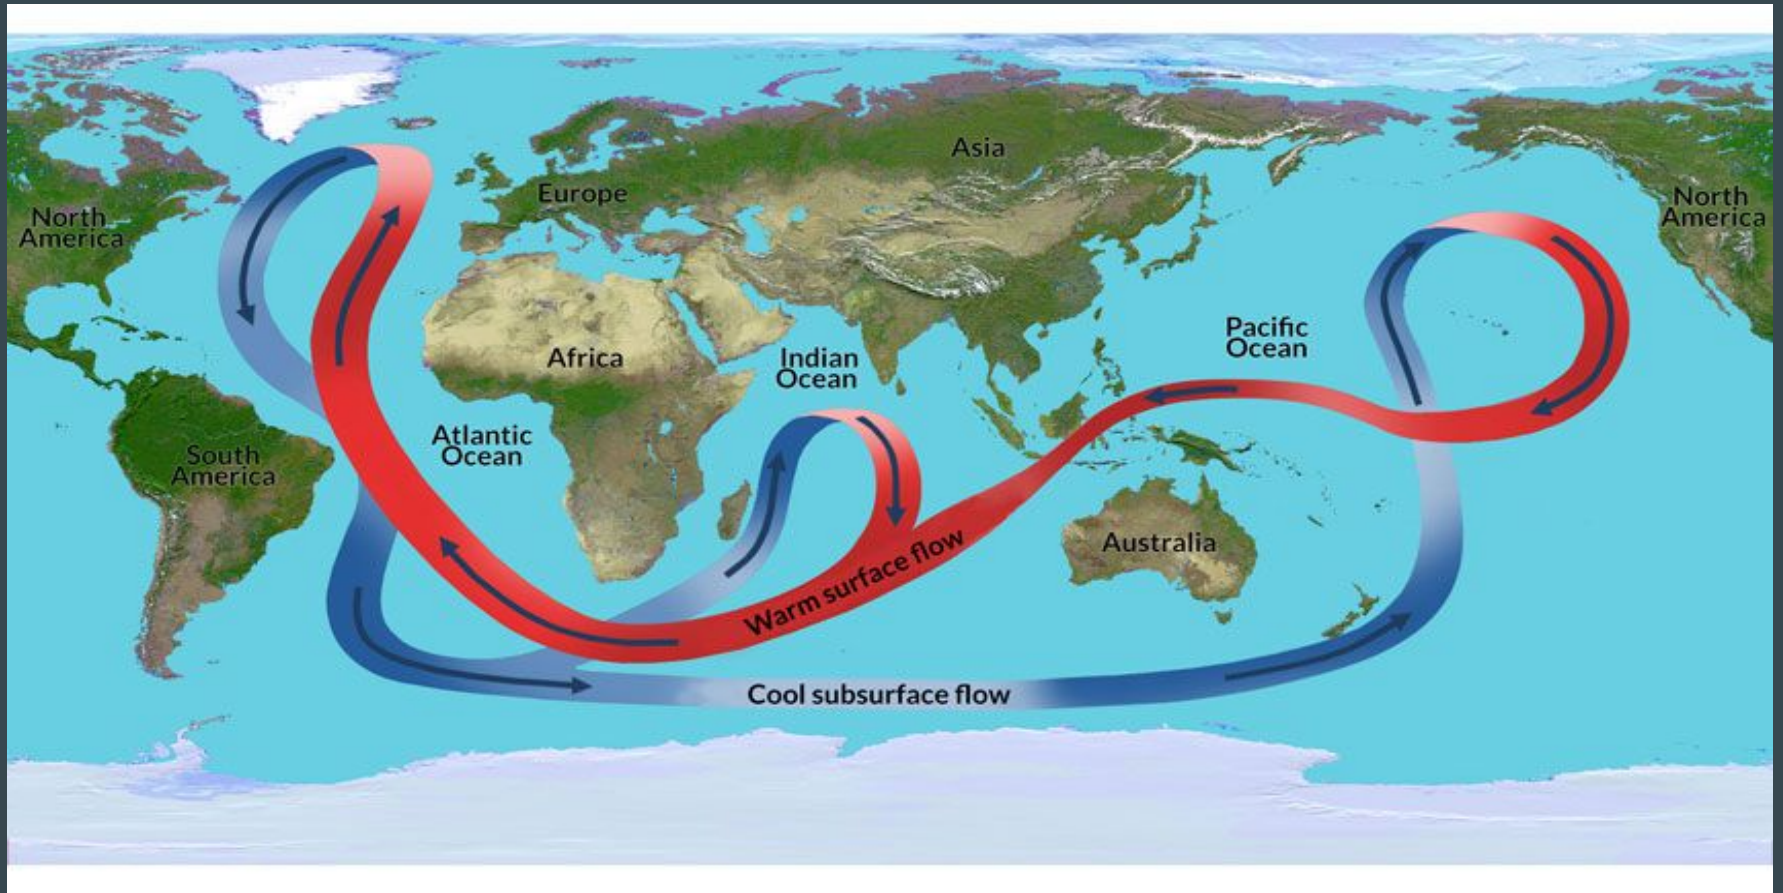 Asia
Europe
North
America
North
America
Pacific
Ocean
Africa
Indian
Ocean
Atlantic
Ocean
South
America
Australia
Warm surface flow
Cool subsurface flow